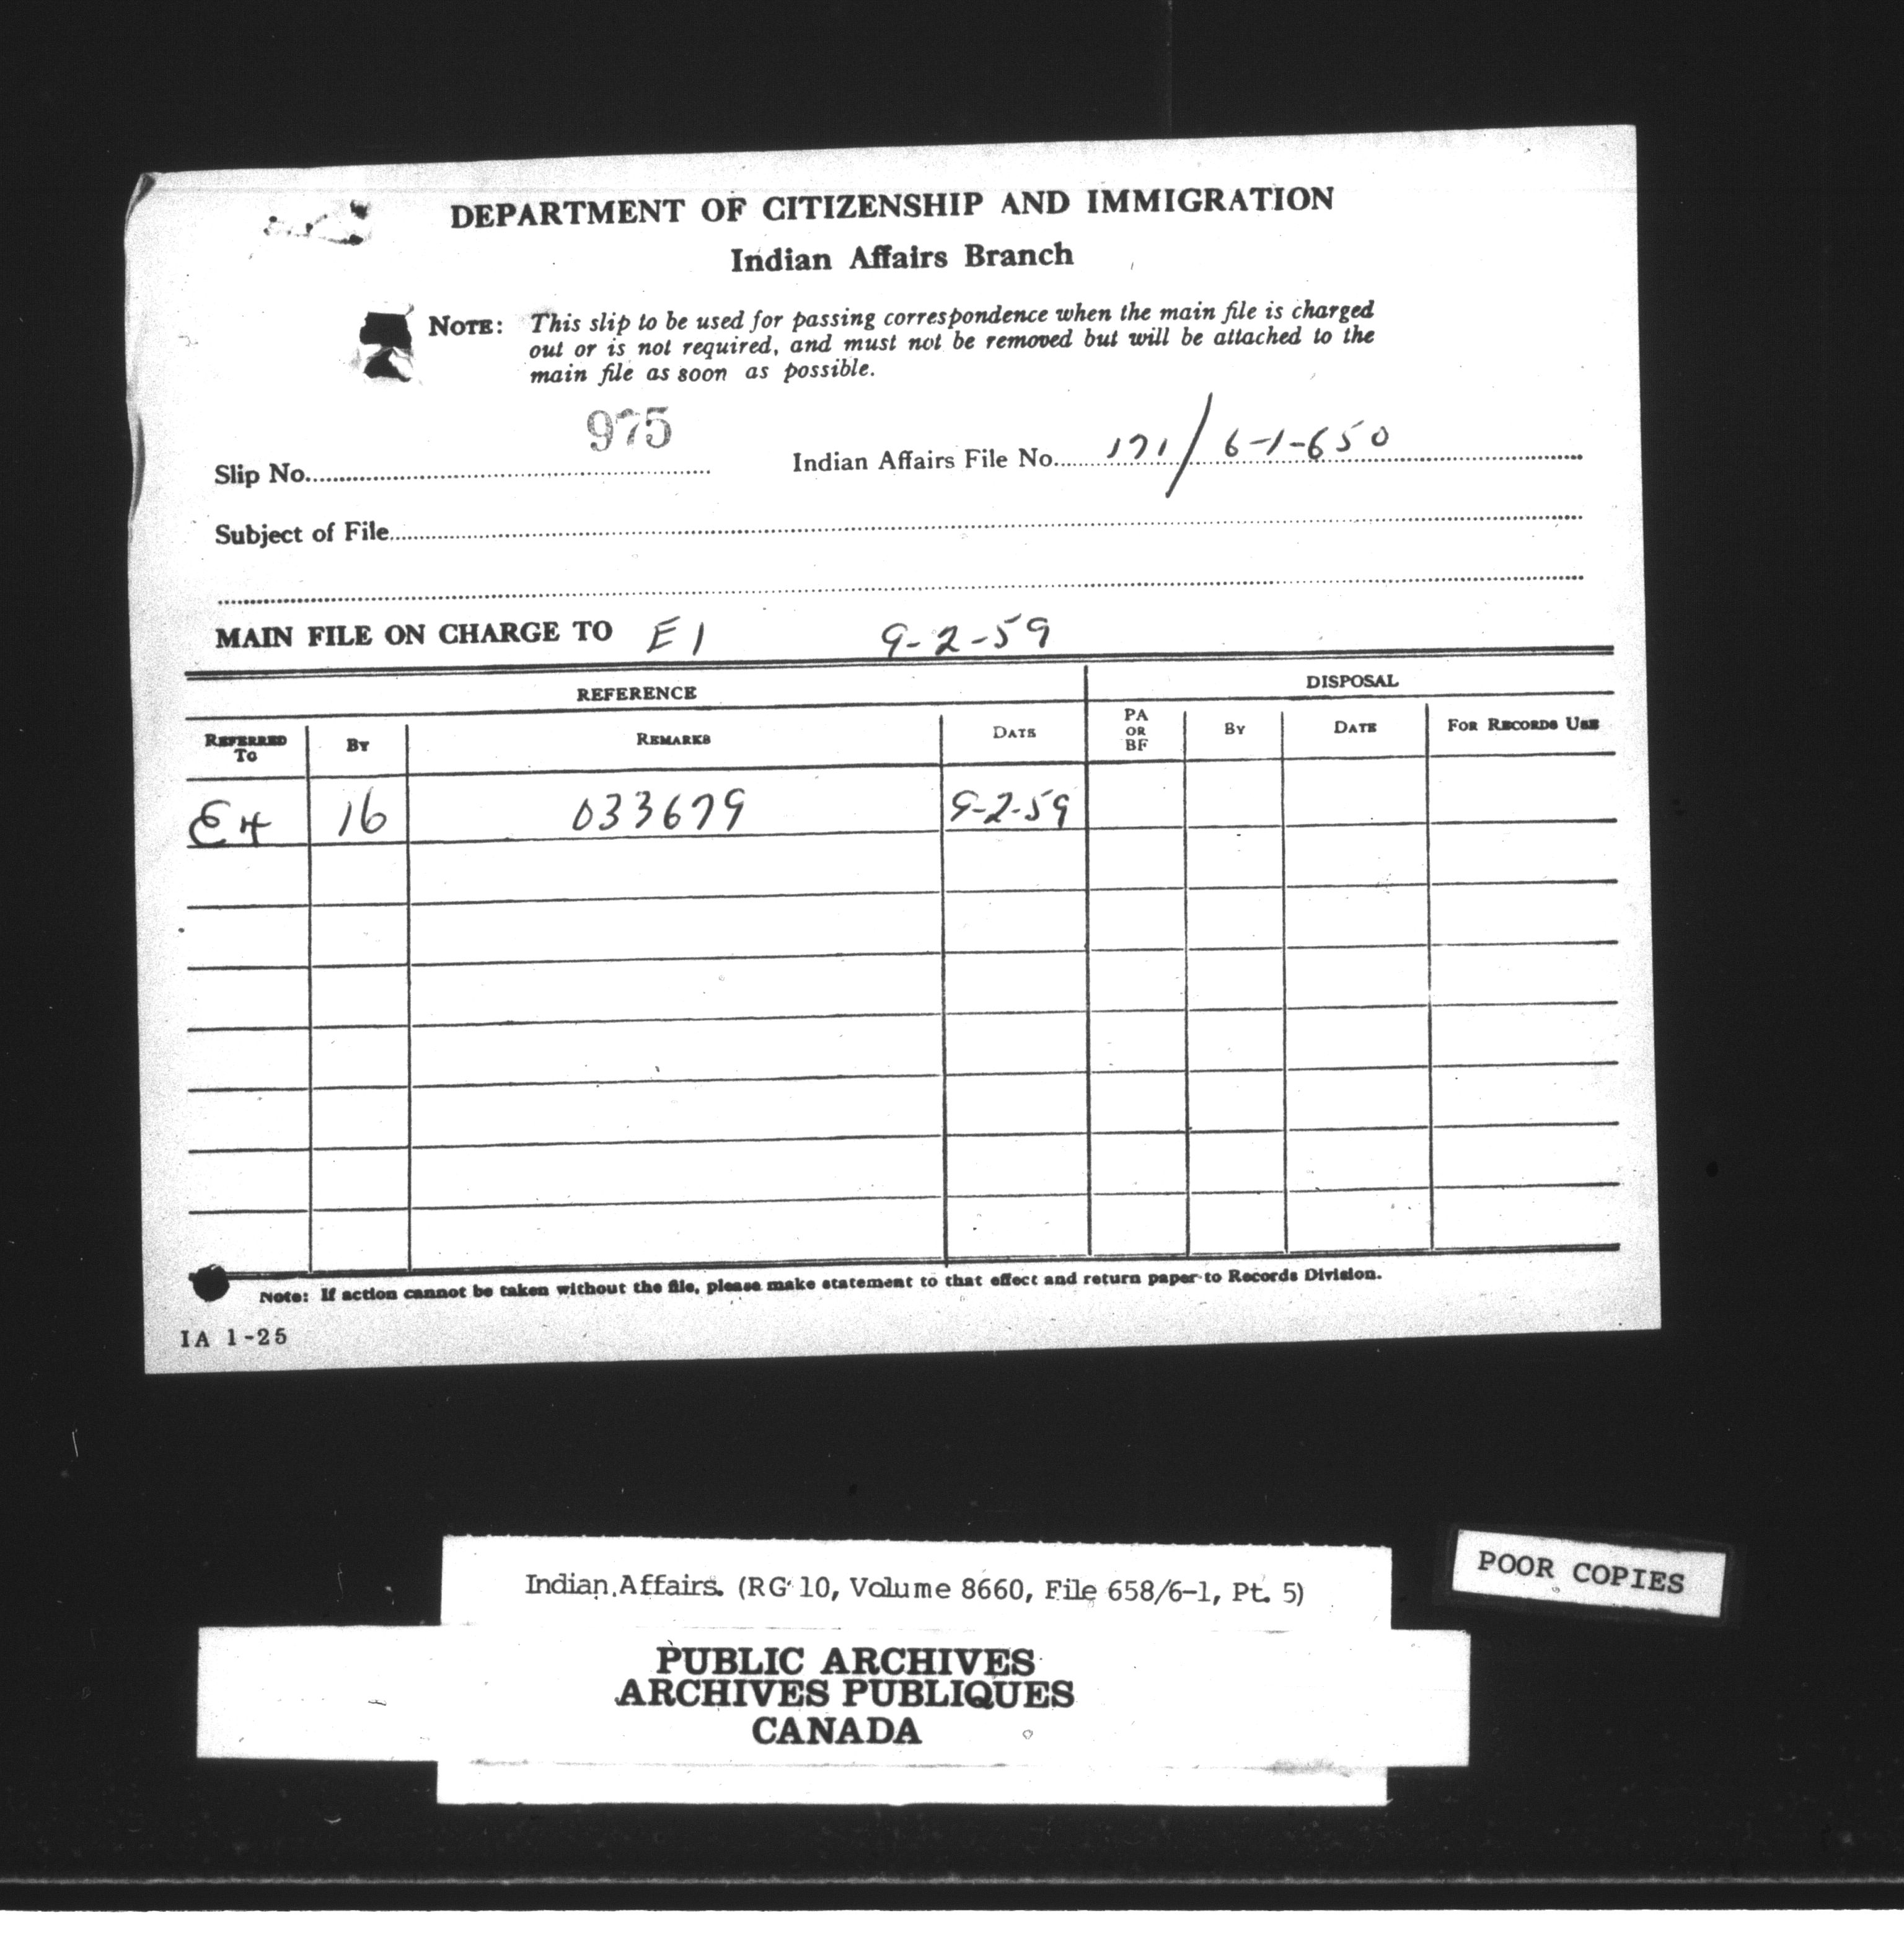 DEPARTMENT OF CITIZENSHIP AND IMMIGRATION
Indian Affairs Branch
NOTE: This slip to be used for passing correspondence when the main file is charged
out or is not required, and must not be removed but will be attached to the
main file as soon as possible.
Slip No. 975 Indian Affairs File No. 171/6-1-650
Subject of File
MAIN FILE ON CHARGE TO E1 9-2-59
REFERENCE DISPOSAL
REFERRED TO BY REMARKS DATE PA OR BF BY DATE FOR RECORDS USE
E4 16 033679 9-2-59
Note: If action cannot be taken without the file, please make statement to that effect and return paper to Records Division.
IA 1-25
Indian Affairs. (RG 10, Volume 8660, File 658/6-1, Pt. 5)
POOR COPIES
PUBLIC ARCHIVES
ARCHIVES PUBLIQUES
CANADA